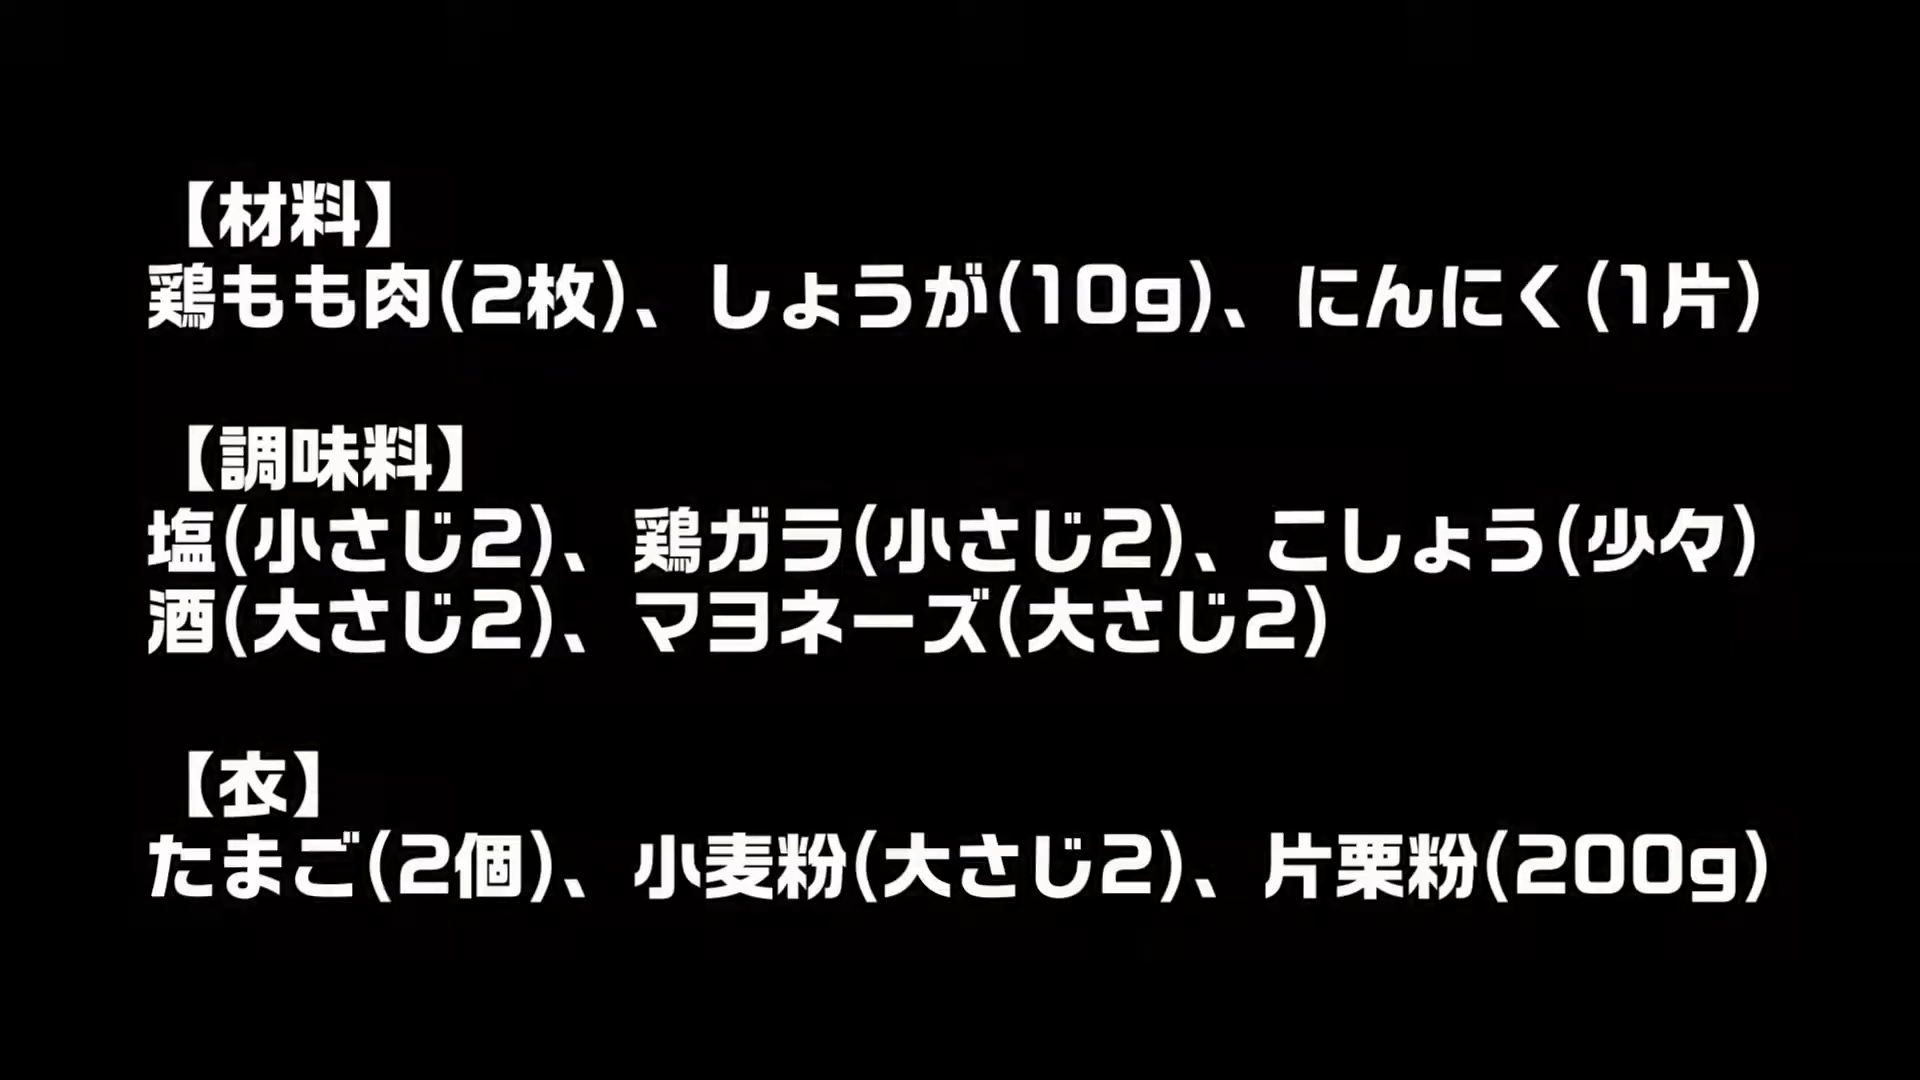 【材料】
鶏もも肉(2枚)、しょうが(10g)、にんにく(1片)
【調味料】
塩(小さじ2)、鶏ガラ(小さじ2)、こしょう(少々)
酒(大さじ2)、マヨネーズ(大さじ2)
【衣】
たまご(2個)、小麦粉(大さじ2)、片栗粉(200g)